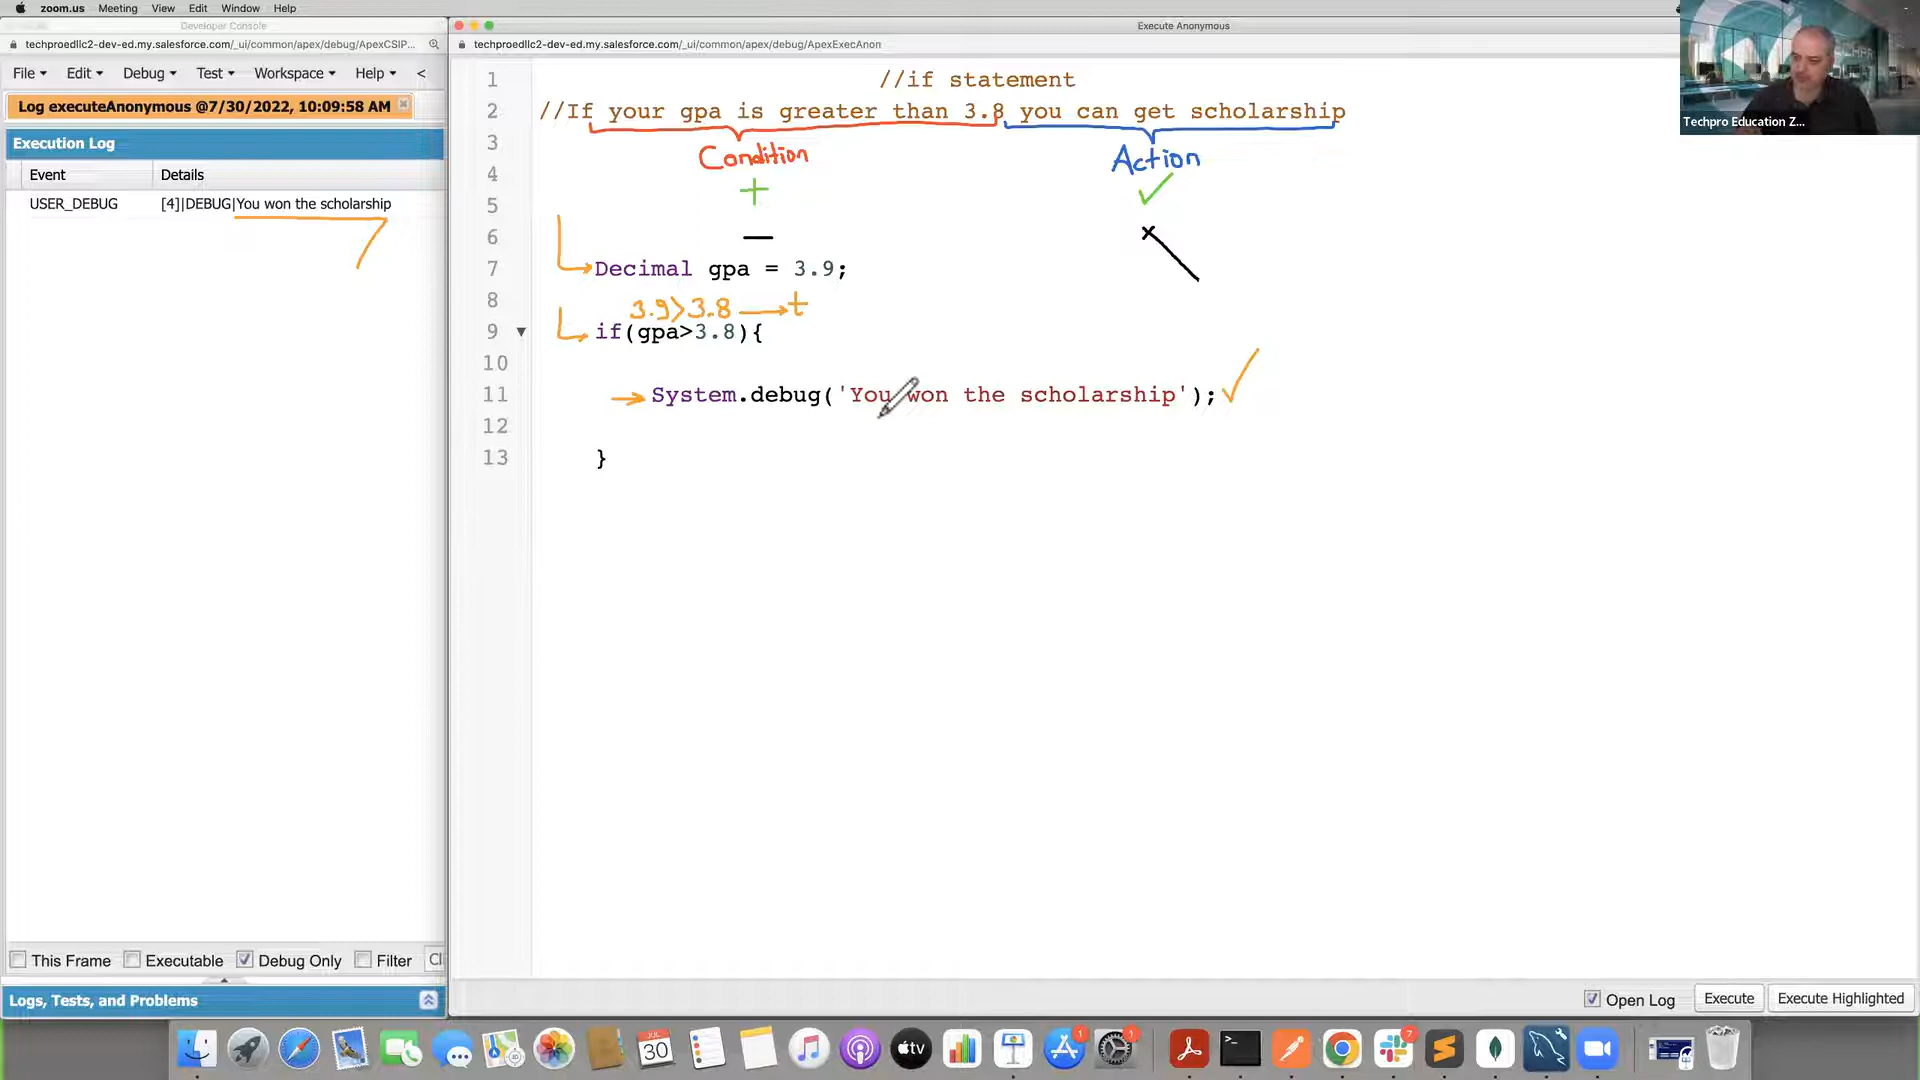 zoom.us Meeting View Edit Window Help
Developer Console
techproedllc2-dev-ed.my.salesforce.com/_ui/common/apex/debug/ApexCSIP...
File Edit Debug Test Workspace Help <
Log executeAnonymous @7/30/2022, 10:09:58 AM
Execution Log
Event Details
USER_DEBUG [4]|DEBUG|You won the scholarship
This Frame Executable Debug Only Filter Cl
Logs, Tests, and Problems
Execute Anonymous
techproedllc2-dev-ed.my.salesforce.com/_ui/common/apex/debug/ApexExecAnon
1 //if statement
2 //If your gpa is greater than 3.8 you can get scholarship
3
4 Condition Action
5 +
6 —
7 Decimal gpa = 3.9;
8 3.9>3.8 → t
9 if(gpa>3.8){
10
11 System.debug('You won the scholarship');
12
13 }
Open Log Execute Execute Highlighted
Techpro Education Z...
JUL
30
tv
1
1
7